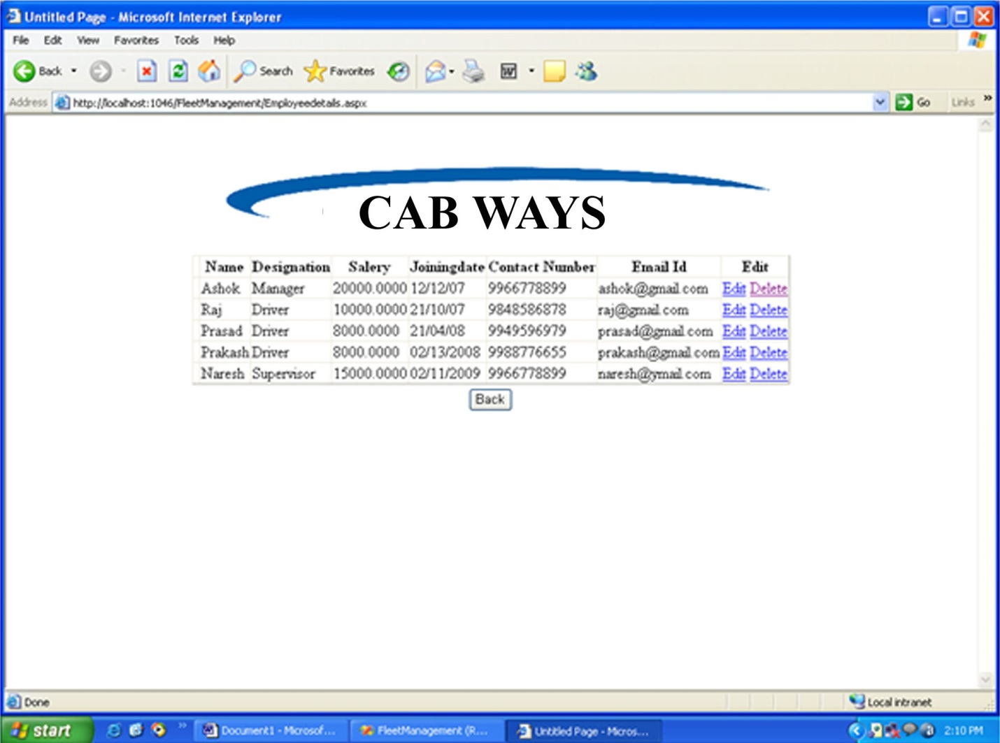 Untitled Page - Microsoft Internet Explorer
File Edit View Favorites Tools Help
Back Search Favorites
Address http://localhost:1046/FleetManagement/Employeedetails.aspx Go Links »
CAB WAYS
Name Designation Salery Joiningdate Contact Number Email Id Edit
Ashok Manager 20000.0000 12/12/07 9966778899 ashok@gmail.com Edit Delete
Raj Driver 10000.0000 21/10/07 9848586878 raj@gmail.com Edit Delete
Prasad Driver 8000.0000 21/04/08 9949596979 prasad@gmail.com Edit Delete
Prakash Driver 8000.0000 02/13/2008 9988776655 prakash@gmail.com Edit Delete
Naresh Supervisor 15000.0000 02/11/2009 9966778899 naresh@ymail.com Edit Delete
Back
Done Local intranet
start » Document1 - Microsof... FleetManagement (R... Untitled Page - Micros... 2:10 PM